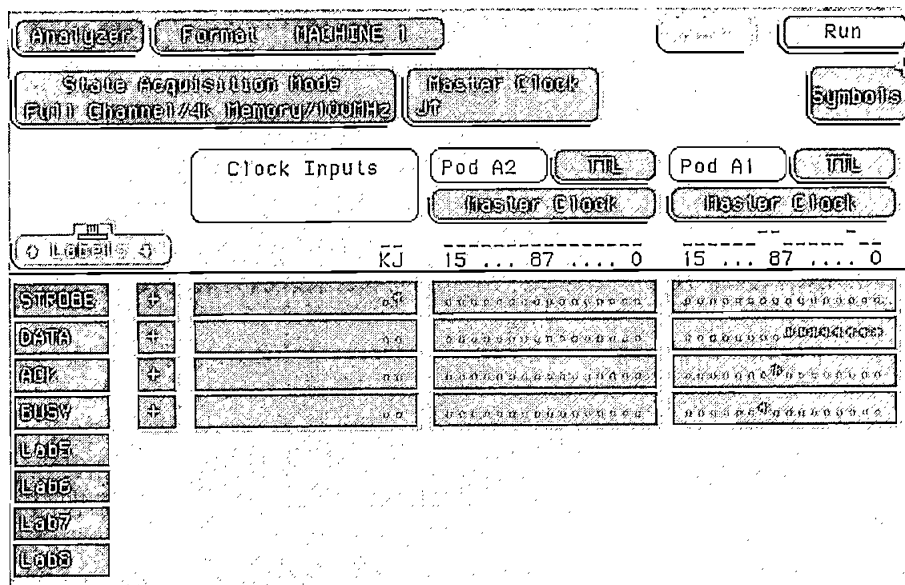 Analyzer Format MACHINE 1 Run
State Acquisition Mode
Full Channel/4K Memory/100MHz
Master Clock
J↑
Symbols
Clock Inputs
Pod A2 TTL Pod A1 TTL
Master Clock Master Clock
Labels KJ 15 ... 87 .... 0 15 ... 87 .... 0
STROBE +
DATA +
ACK +
BUSY +
Lab5
Lab6
Lab7
Lab8